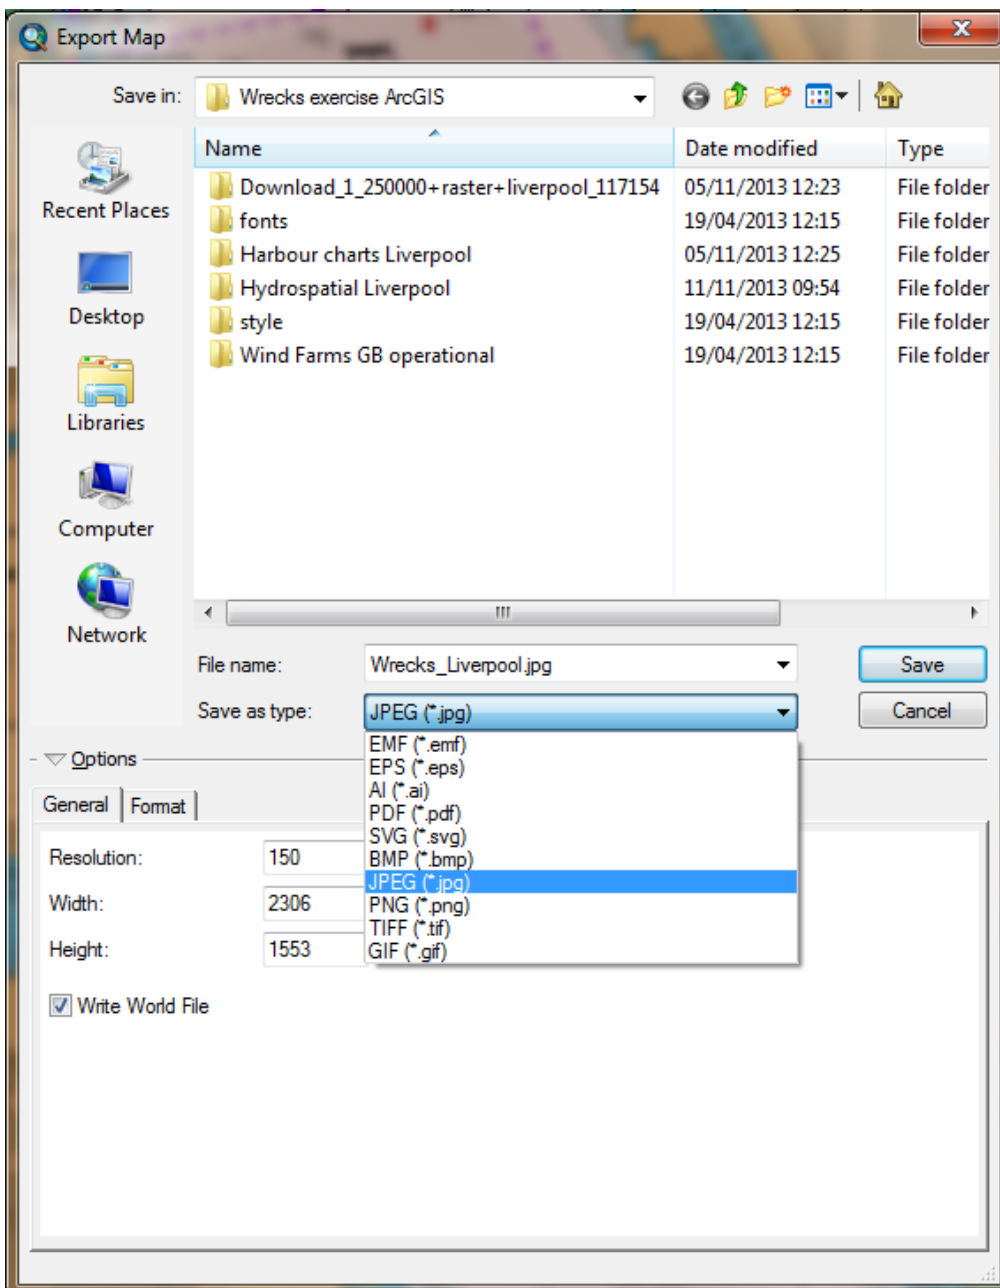 Export Map
Save in: Wrecks exercise ArcGIS
Name Date modified Type
Download_1_250000+raster+liverpool_117154 05/11/2013 12:23 File folder
fonts 19/04/2013 12:15 File folder
Harbour charts Liverpool 05/11/2013 12:25 File folder
Hydrospatial Liverpool 11/11/2013 09:54 File folder
style 19/04/2013 12:15 File folder
Wind Farms GB operational 19/04/2013 12:15 File folder
Recent Places
Desktop
Libraries
Computer
Network
File name: Wrecks_Liverpool.jpg Save
Save as type: JPEG (*.jpg) Cancel
EMF (*.emf)
EPS (*.eps)
AI (*.ai)
PDF (*.pdf)
SVG (*.svg)
BMP (*.bmp)
JPEG (*.jpg)
PNG (*.png)
TIFF (*.tif)
GIF (*.gif)
Options
General Format
Resolution: 150
Width: 2306
Height: 1553
Write World File